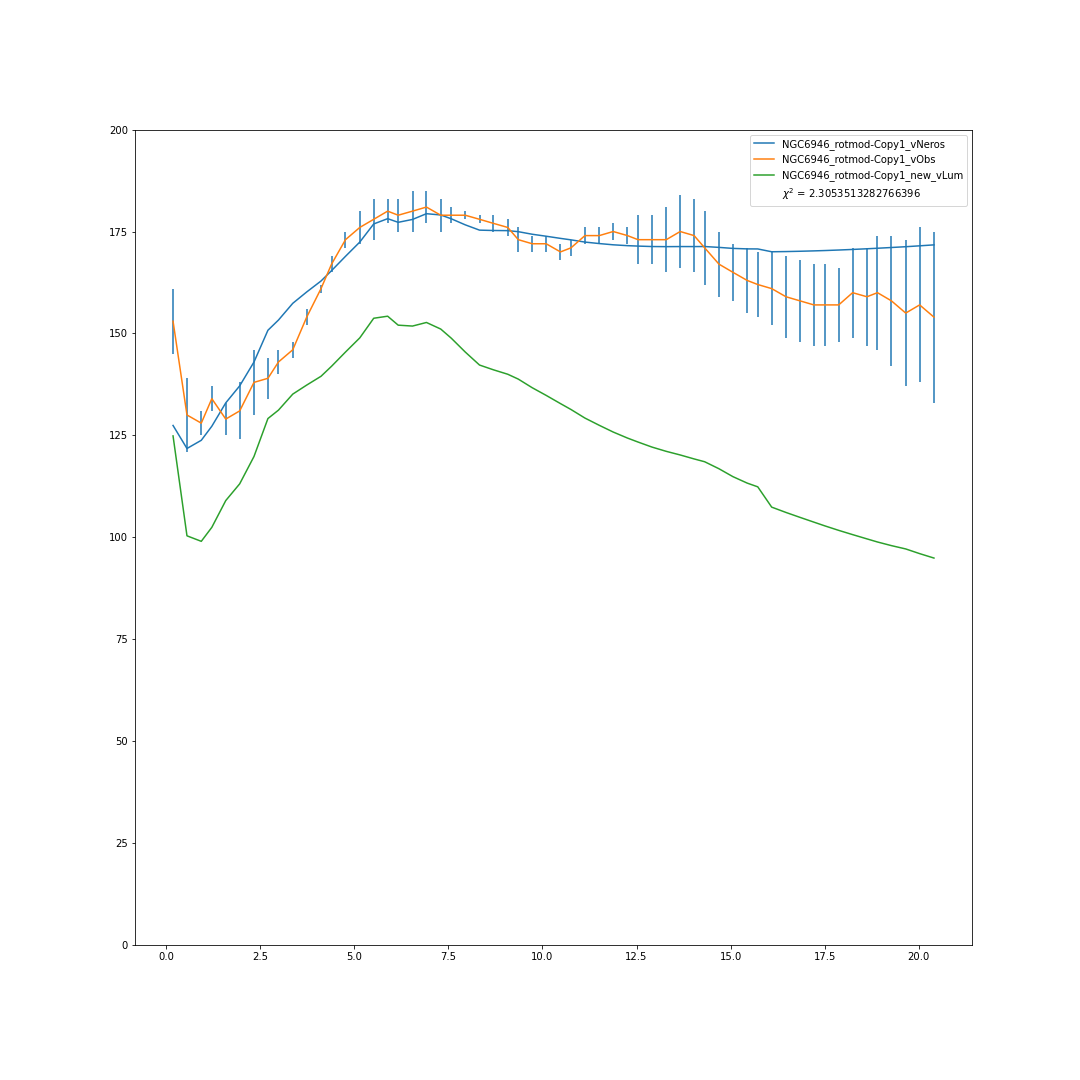 200
175
150
125
100
75
50
25
0
0.0 2.5 5.0 7.5 10.0 12.5 15.0 17.5 20.0
NGC6946_rotmod-Copy1_vNeros
NGC6946_rotmod-Copy1_vObs
NGC6946_rotmod-Copy1_new_vLum
χ² = 2.3053513282766396